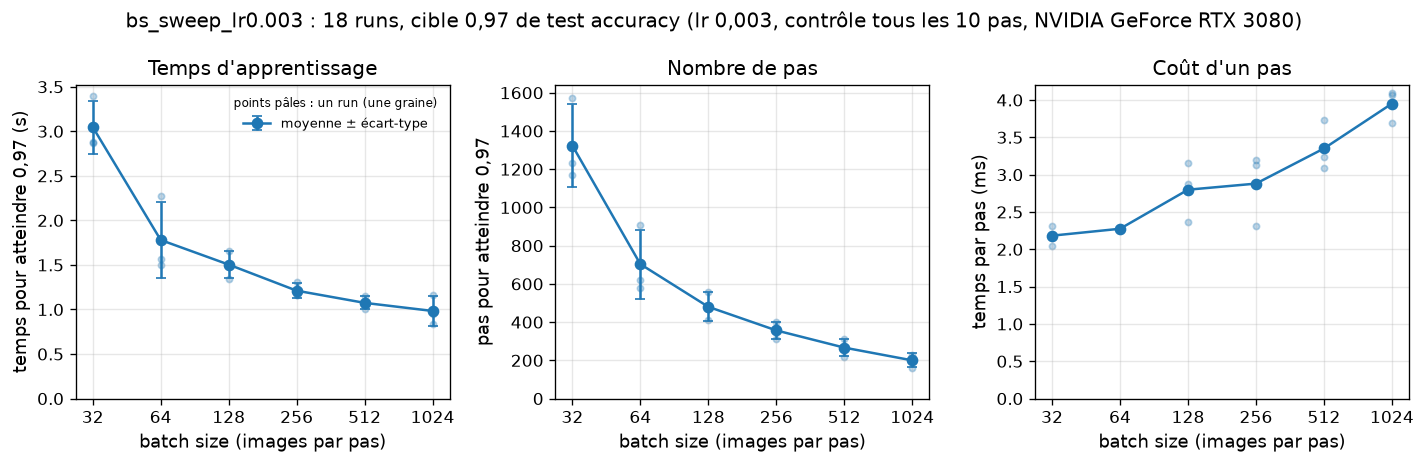 bs_sweep_lr0.003 : 18 runs, cible 0,97 de test accuracy (lr 0,003, contrôle tous les 10 pas, NVIDIA GeForce RTX 3080)
Temps d'apprentissage
temps pour atteindre 0,97 (s)
3.5
3.0
2.5
2.0
1.5
1.0
0.5
0.0
points pâles : un run (une graine)
moyenne ± écart-type
32 64 128 256 512 1024
batch size (images par pas)
Nombre de pas
pas pour atteindre 0,97
1600
1400
1200
1000
800
600
400
200
0
32 64 128 256 512 1024
batch size (images par pas)
Coût d'un pas
temps par pas (ms)
4.0
3.5
3.0
2.5
2.0
1.5
1.0
0.5
0.0
32 64 128 256 512 1024
batch size (images par pas)